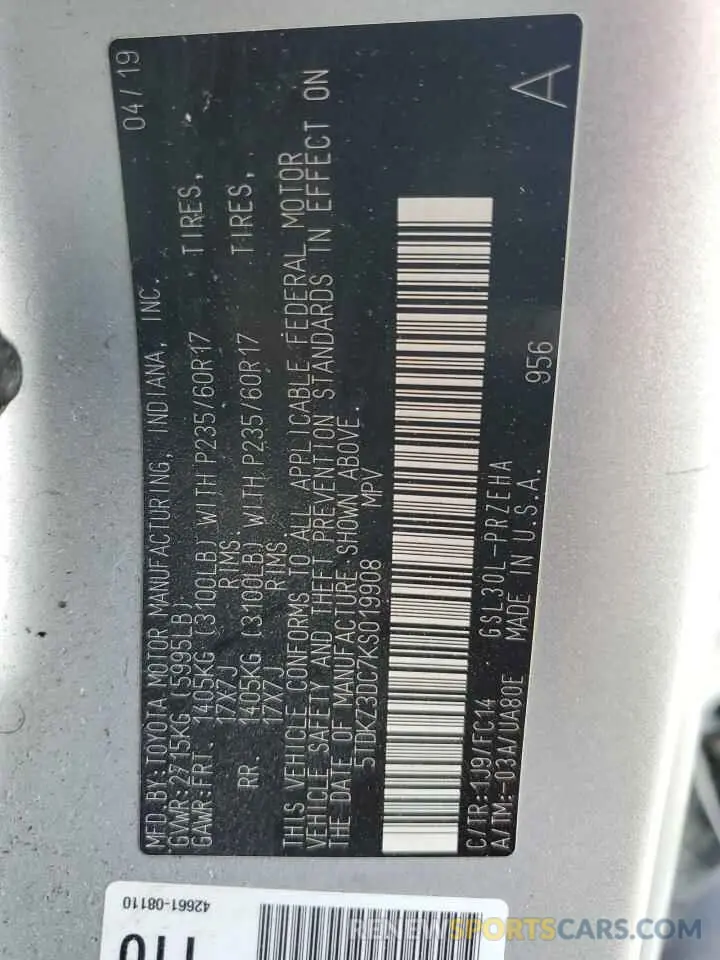 MFD.BY:TOYOTA MOTOR MANUFACTURING, INDIANA, INC. 04/19
GVWR:2715KG(5995LB)
GAWR:FRT. 1405KG (3100LB) WITH P235/60R17 TIRES,
17X7J RIMS
RR. 1405KG (3100LB) WITH P235/60R17 TIRES,
17X7J RIMS
THIS VEHICLE CONFORMS TO ALL APPLICABLE FEDERAL MOTOR
VEHICLE SAFETY AND THEFT PREVENTION STANDARDS IN EFFECT ON
THE DATE OF MANUFACTURE SHOWN ABOVE.
5TDKZ3DC7KS019908 MPV
C/TR:1J9/FC14 GSL30L-PRZEHA
A/TM:-03A/UA80E MADE IN U.S.A. 956 A
42661-08110
RENEWSPORTSCARS.COM